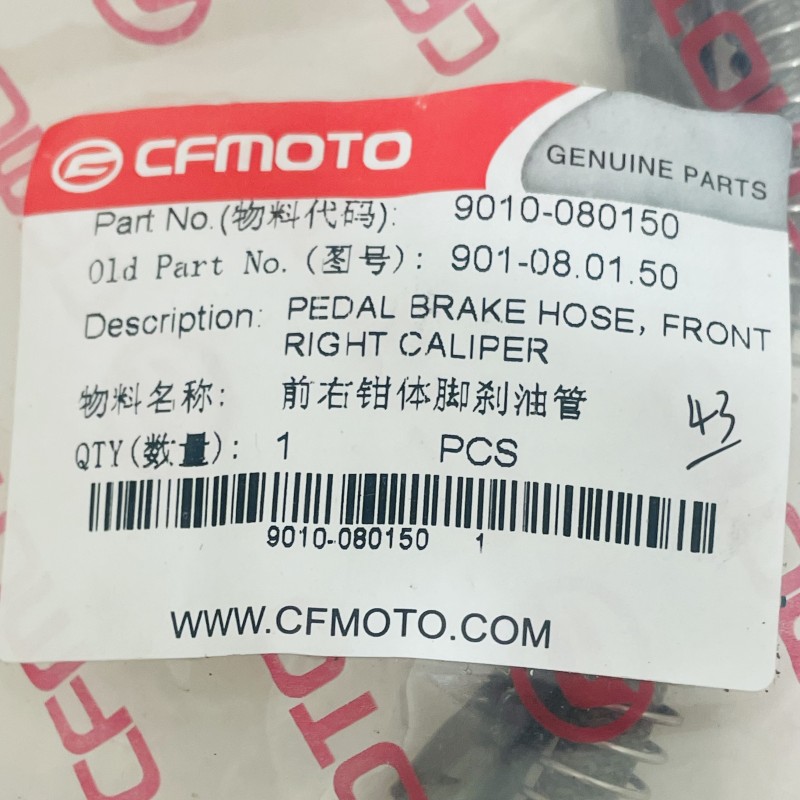 CFMOTO
GENUINE PARTS
Part No.(物料代码): 9010-080150
Old Part No.(图号): 901-08.01.50
Description: PEDAL BRAKE HOSE, FRONT
RIGHT CALIPER
物料名称: 前右钳体脚刹油管
43
QTY(数量): 1 PCS
9010-080150 1
WWW.CFMOTO.COM